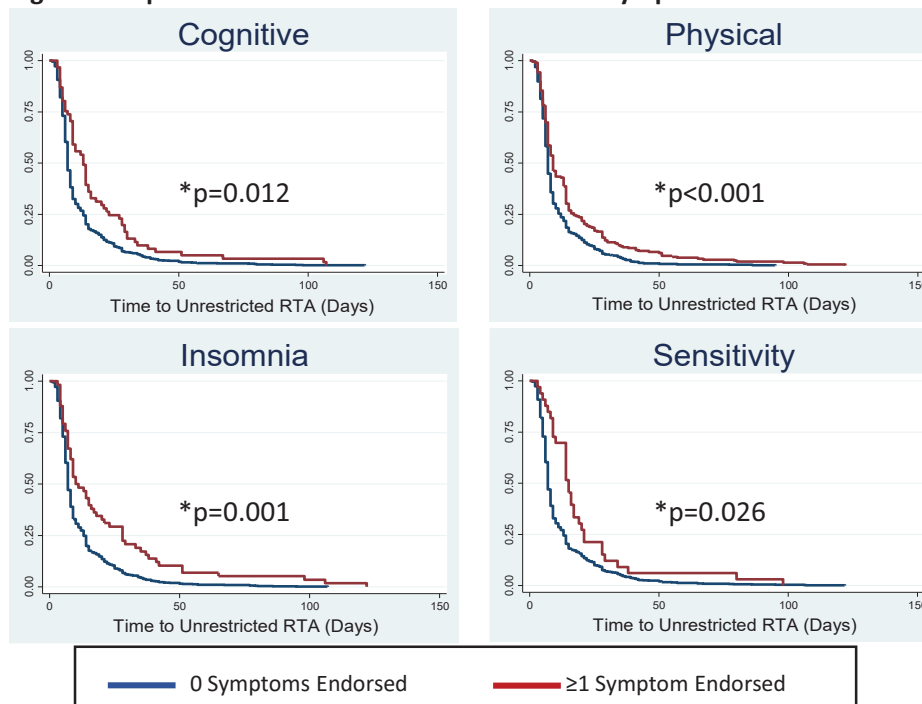 Cognitive
1.00
0.75
0.50
0.25
0.00
*p=0.012
0 50 100 150
Time to Unrestricted RTA (Days)
Physical
1.00
0.75
0.50
0.25
0.00
*p<0.001
0 50 100 150
Time to Unrestricted RTA (Days)
Insomnia
1.00
0.75
0.50
0.25
0.00
*p=0.001
0 50 100 150
Time to Unrestricted RTA (Days)
Sensitivity
1.00
0.75
0.50
0.25
0.00
*p=0.026
0 50 100 150
Time to Unrestricted RTA (Days)
0 Symptoms Endorsed
≥1 Symptom Endorsed